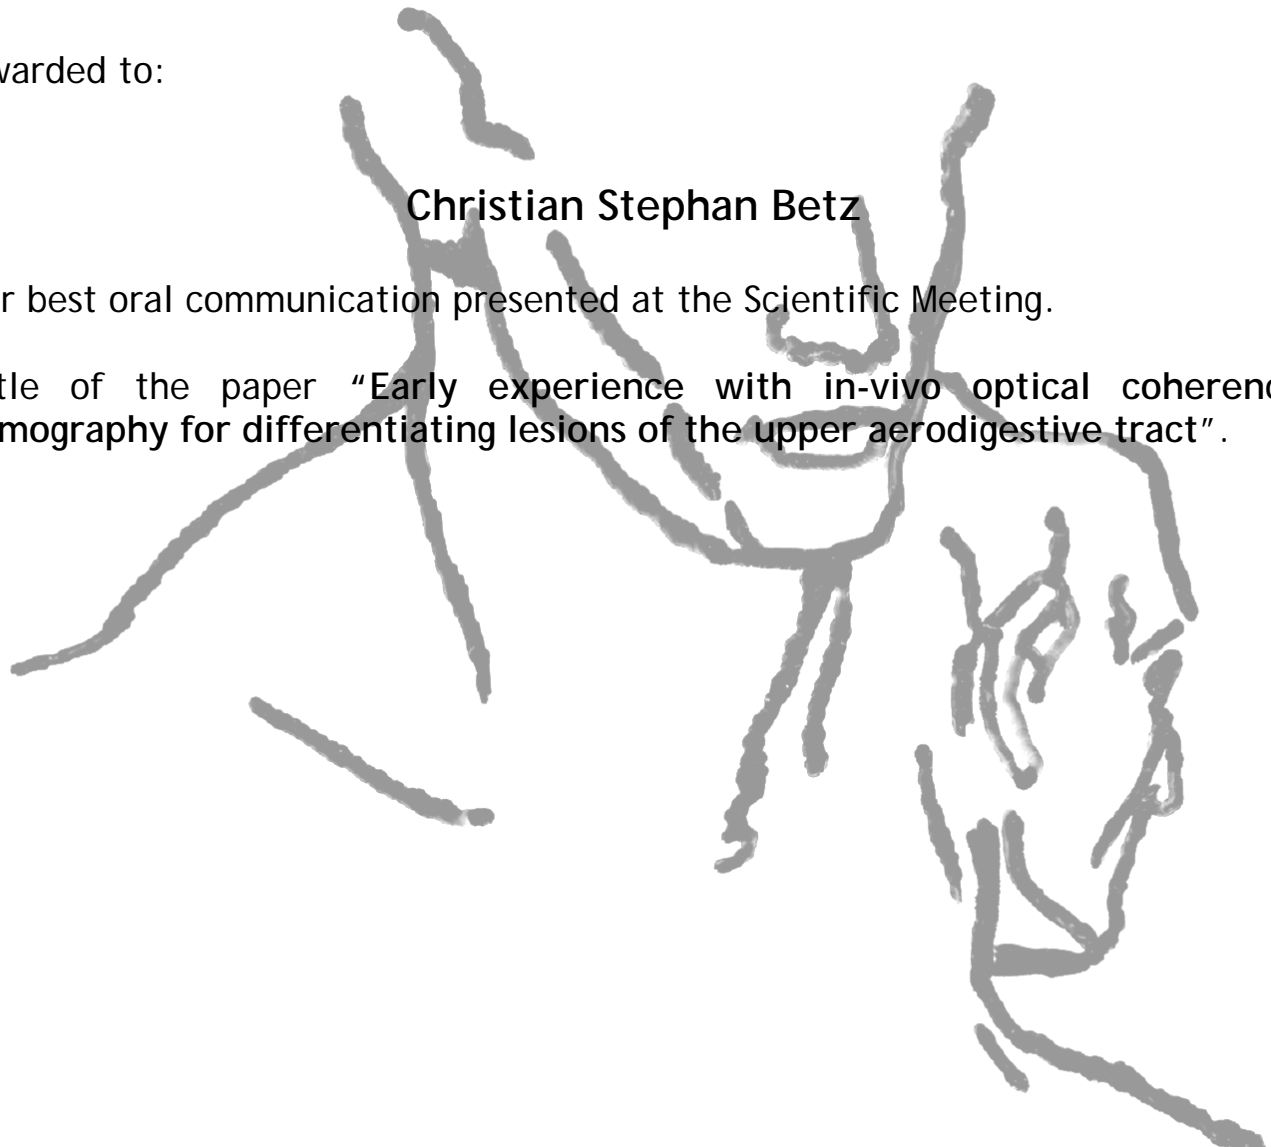 warded to:
Christian Stephan Betz
r best oral communication presented at the Scientific Meeting.
tle of the paper “Early experience with in-vivo optical coherenc
mography for differentiating lesions of the upper aerodigestive tract”.